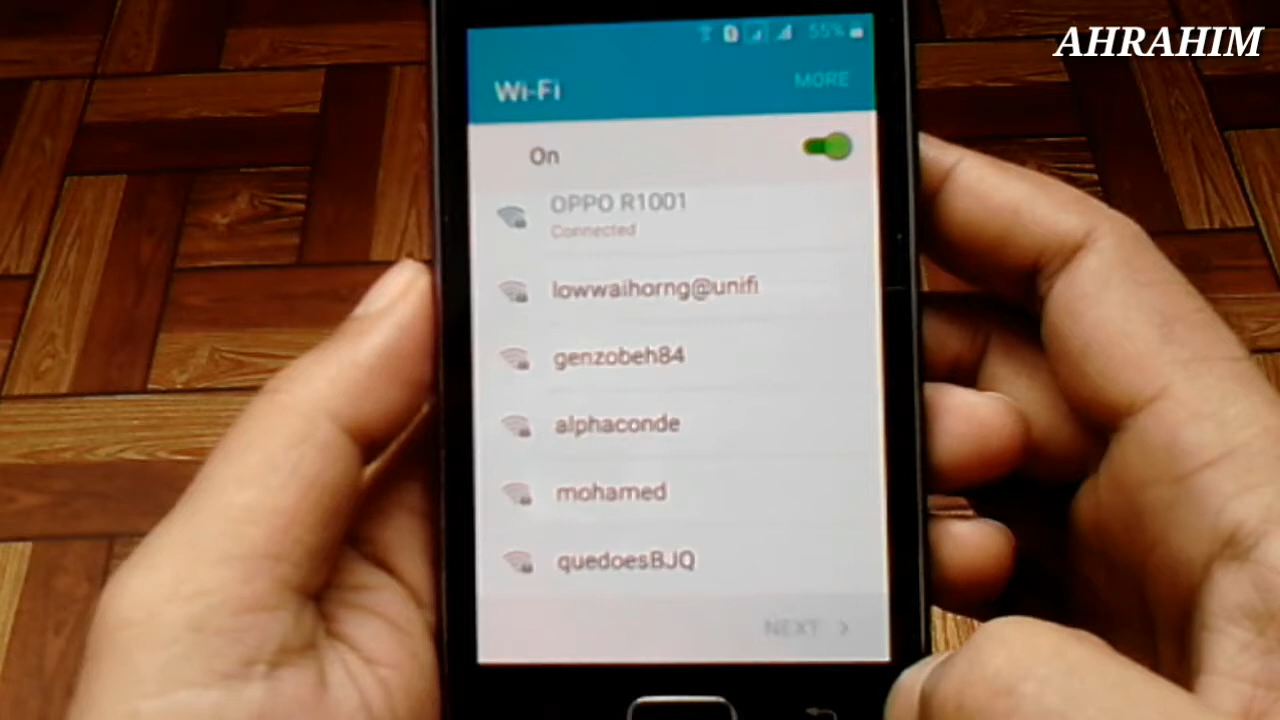 AHRAHIM
55%
Wi-Fi
MORE
On
OPPO R1001
Connected
lowwaihorng@unifi
genzobeh84
alphaconde
mohamed
quedoesBJQ
NEXT >